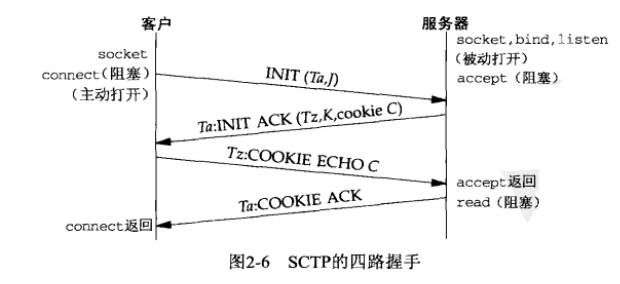 客户
服务器
socket
connect(阻塞)
(主动打开)
socket,bind,listen
(被动打开)
accept (阻塞)
INIT (Ta,J)
Ta:INIT ACK (Tz,K,cookie C)
Tz:COOKIE ECHO C
accept返回
read (阻塞)
Ta:COOKIE ACK
connect返回
图2-6 SCTP的四路握手